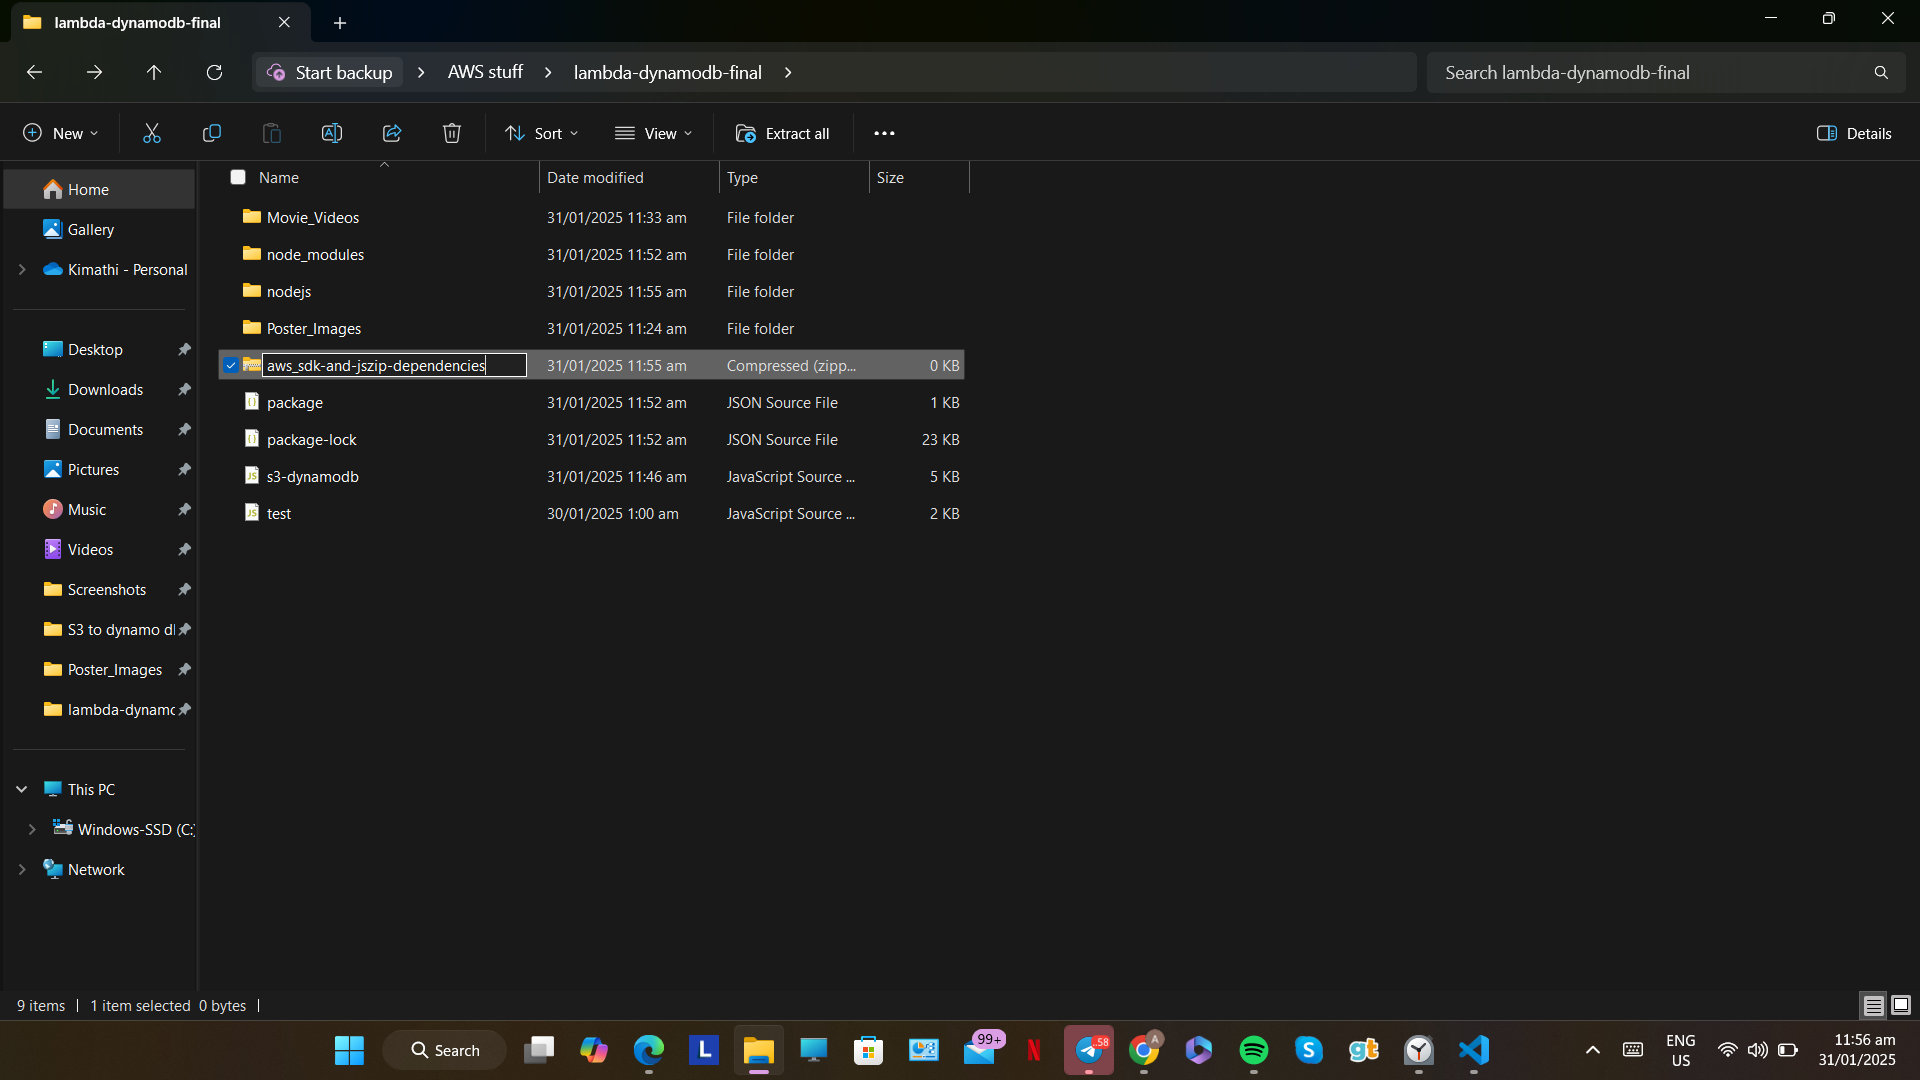 lambda-dynamodb-final
Start backup > AWS stuff > lambda-dynamodb-final >
Search lambda-dynamodb-final
New
Sort
View
Extract all
Details
Name Date modified Type Size
Movie_Videos 31/01/2025 11:33 am File folder
node_modules 31/01/2025 11:52 am File folder
nodejs 31/01/2025 11:55 am File folder
Poster_Images 31/01/2025 11:24 am File folder
aws_sdk-and-jszip-dependencies 31/01/2025 11:55 am Compressed (zipp... 0 KB
package 31/01/2025 11:52 am JSON Source File 1 KB
package-lock 31/01/2025 11:52 am JSON Source File 23 KB
s3-dynamodb 31/01/2025 11:46 am JavaScript Source ... 5 KB
test 30/01/2025 1:00 am JavaScript Source ... 2 KB
Home
Gallery
Kimathi - Personal
Desktop
Downloads
Documents
Pictures
Music
Videos
Screenshots
S3 to dynamo d
Poster_Images
lambda-dynamo
This PC
Windows-SSD (C:)
Network
9 items | 1 item selected 0 bytes |
Search
L
99+
N
.58
A
S
gt
ENG
US
11:56 am
31/01/2025